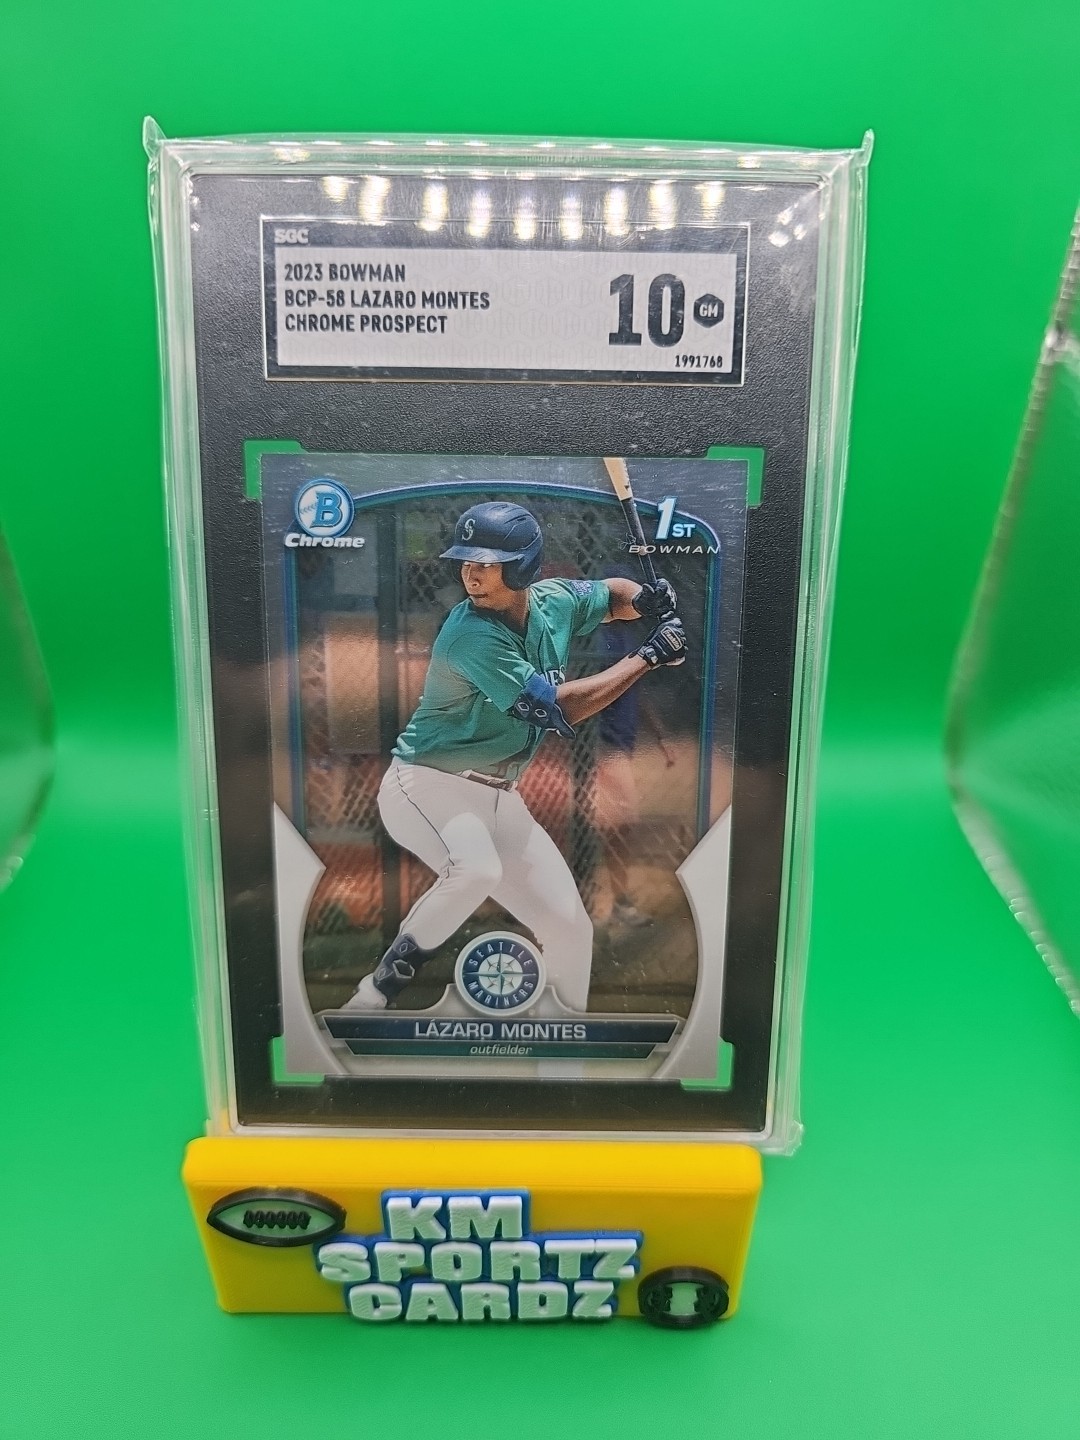 SGC
2023 BOWMAN
BCP-58 LAZARO MONTES
CHROME PROSPECT
10 GM
1991768
B
Chrome
1ST
BOWMAN
S
SEATTLE
MARINERS
LÁZARO MONTES
outfielder
KM
SPORTZ
CARDZ